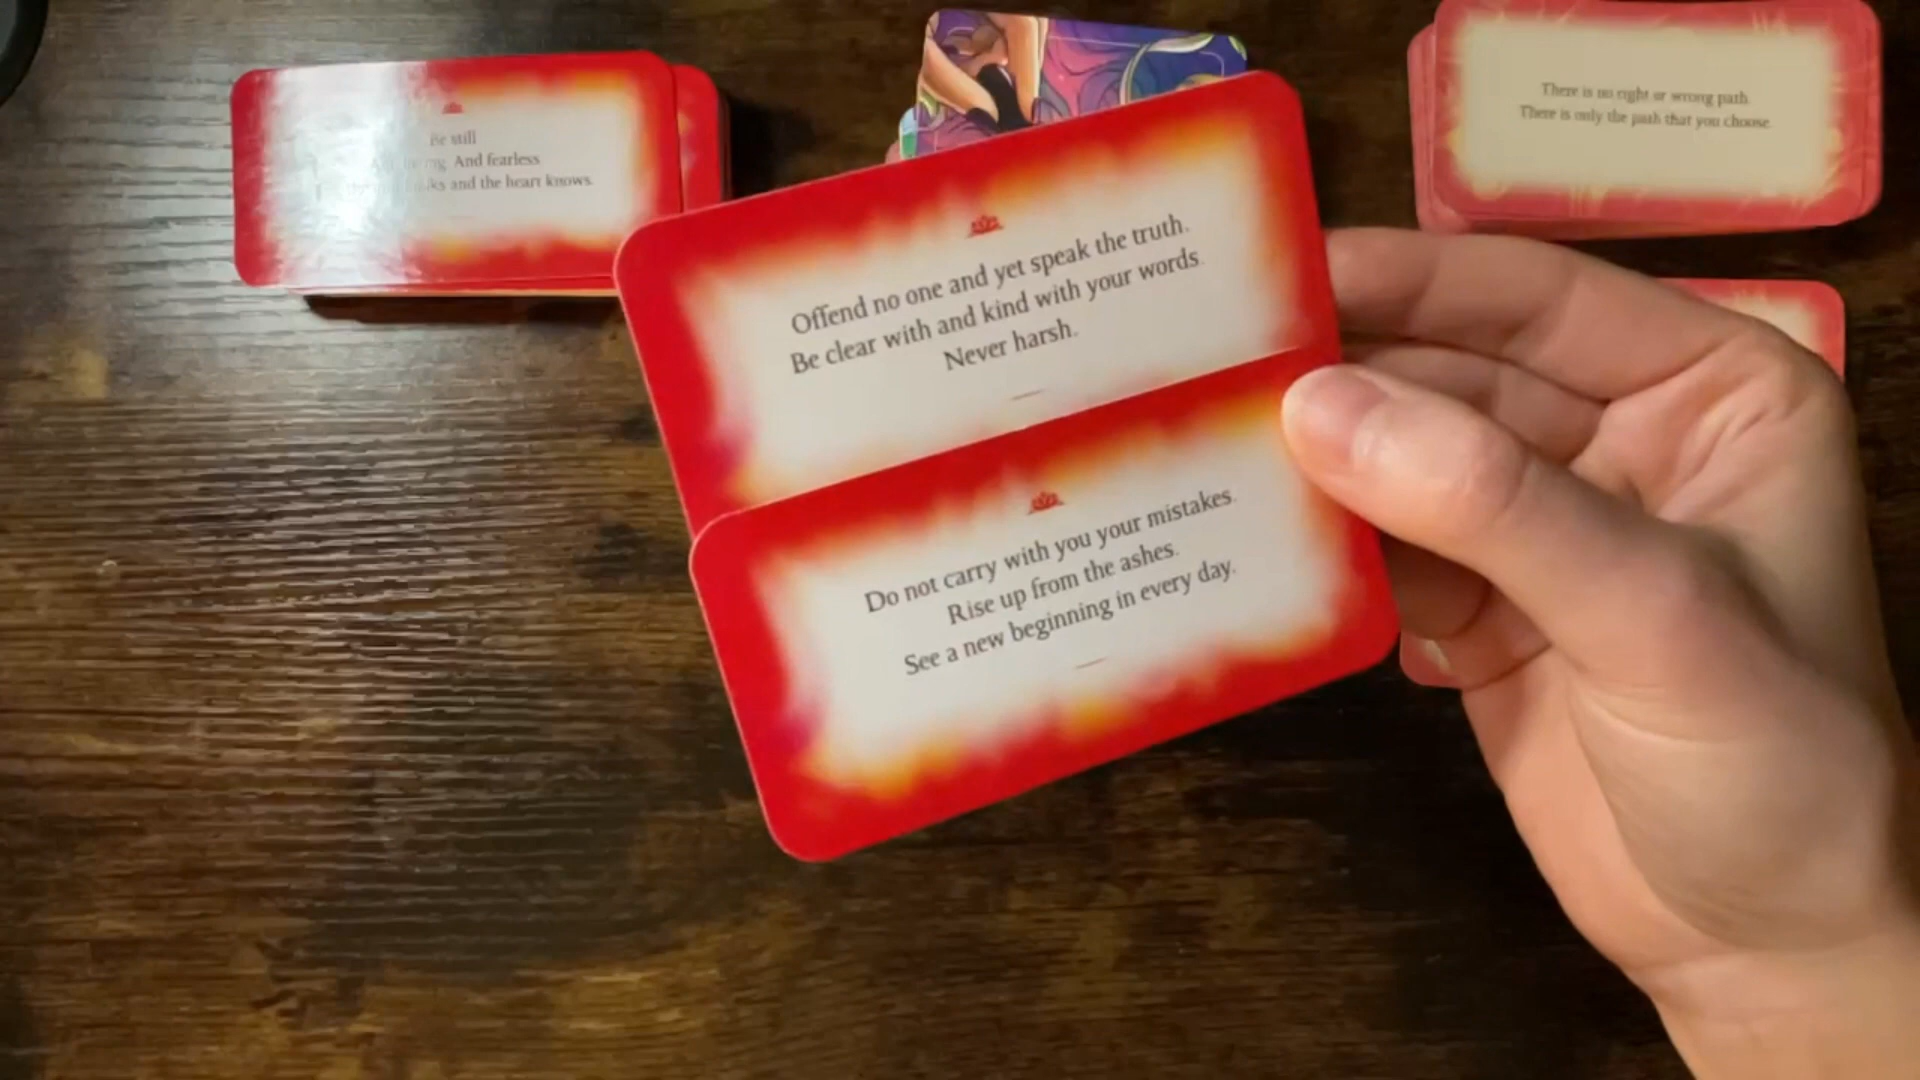 Be still
And fearless
and the heart knows.
Offend no one and yet speak the truth.
Be clear with and kind with your words.
Never harsh.
Do not carry with you your mistakes.
Rise up from the ashes.
See a new beginning in every day.
There is no right or wrong path.
There is only the path that you choose.